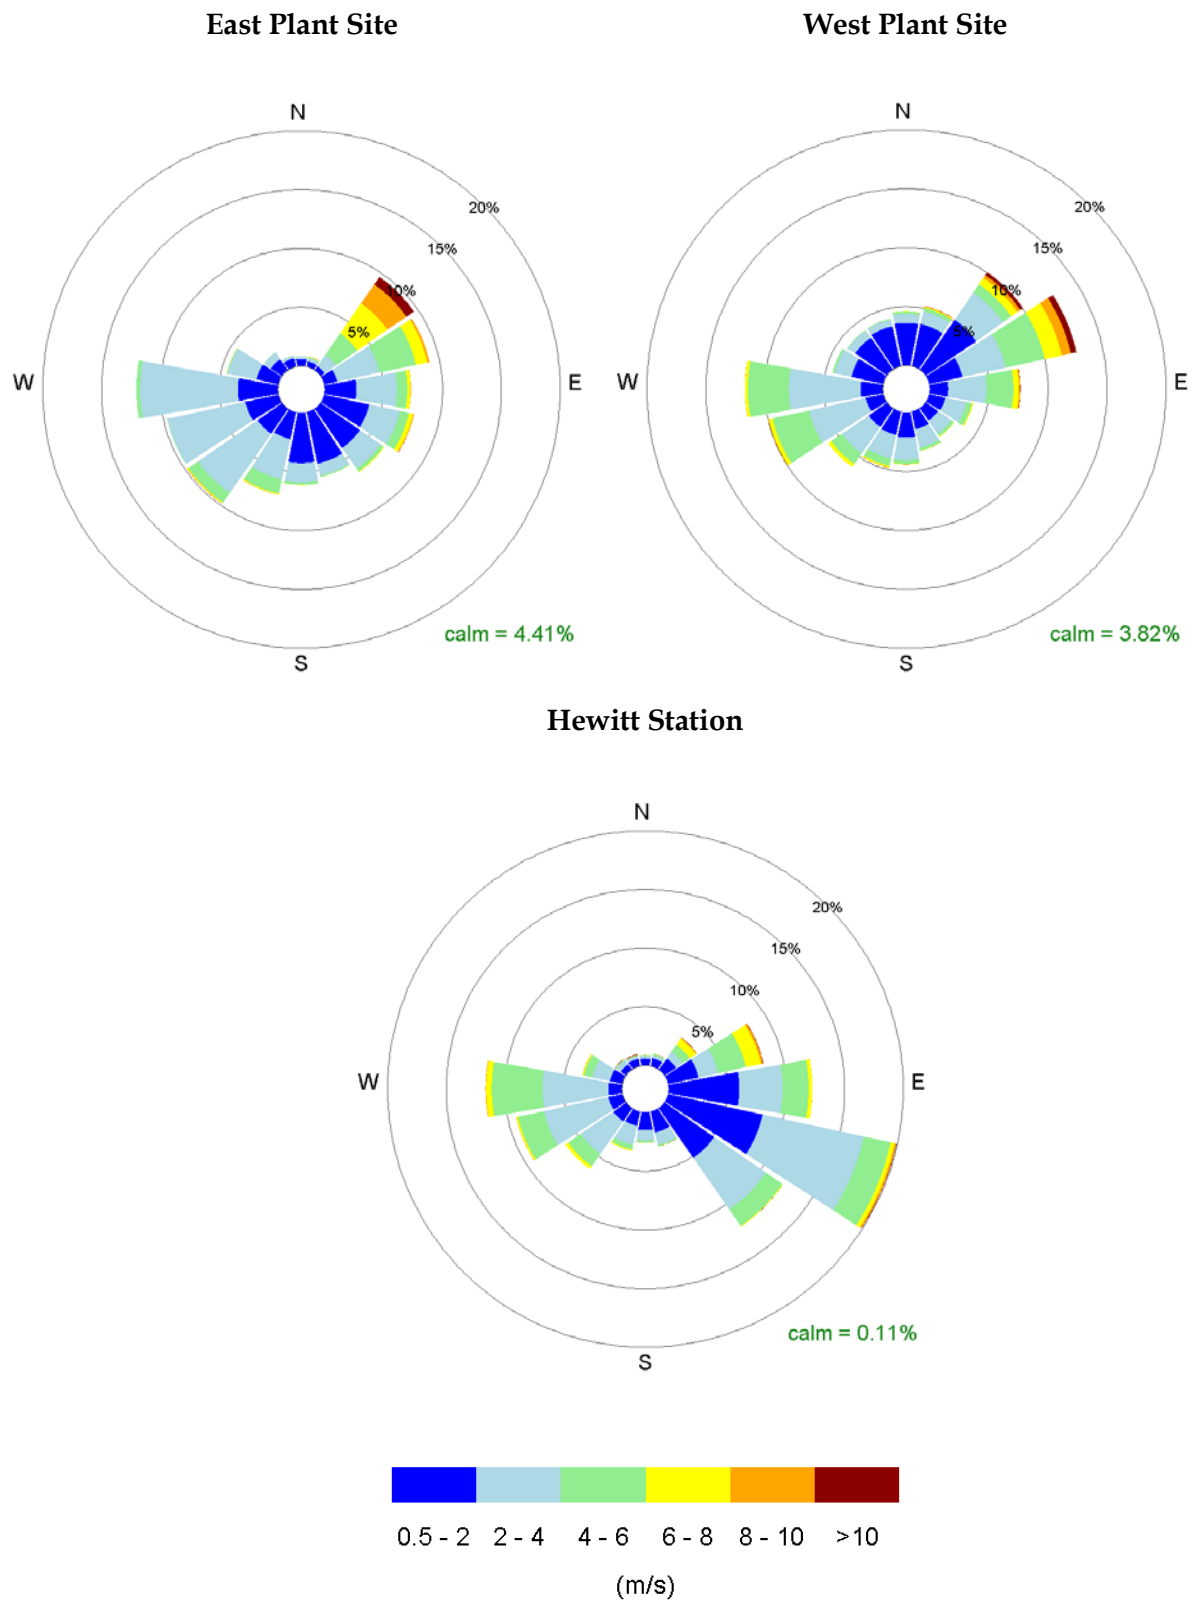 East Plant Site
West Plant Site
N
20%
15%
10%
5%
W
E
S
calm = 4.41%
N
20%
15%
10%
5%
W
E
S
calm = 3.82%
Hewitt Station
N
20%
15%
10%
5%
W
E
S
calm = 0.11%
0.5 - 2 2 - 4 4 - 6 6 - 8 8 - 10 >10
(m/s)